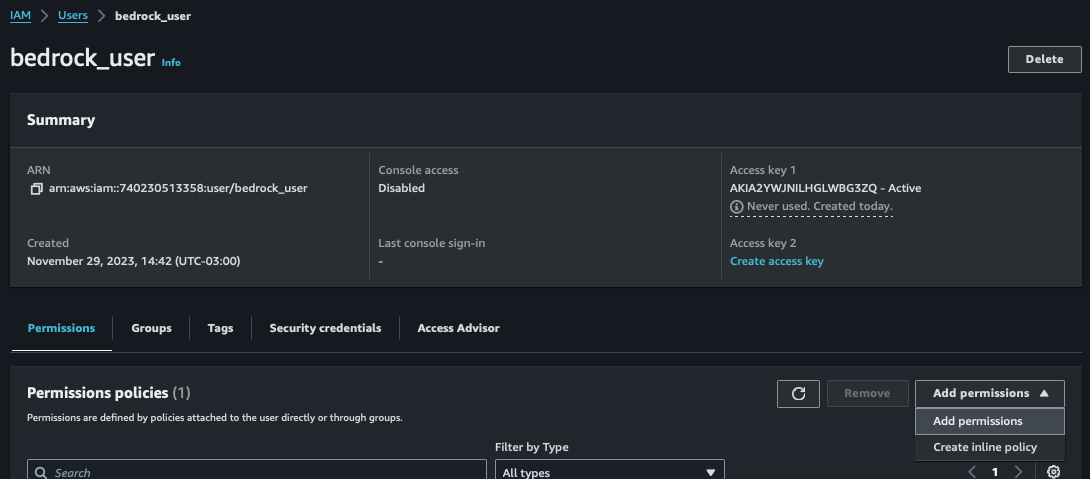 IAM > Users > bedrock_user
bedrock_user Info
Delete
Summary
ARN
arn:aws:iam::740230513358:user/bedrock_user
Console access
Disabled
Access key 1
AKIA2YWJNILHGLWBG3ZQ - Active
Never used. Created today.
Created
November 29, 2023, 14:42 (UTC-03:00)
Last console sign-in
-
Access key 2
Create access key
Permissions
Groups
Tags
Security credentials
Access Advisor
Permissions policies (1)
Remove
Add permissions
Permissions are defined by policies attached to the user directly or through groups.
Add permissions
Create inline policy
Filter by Type
Search
All types
1